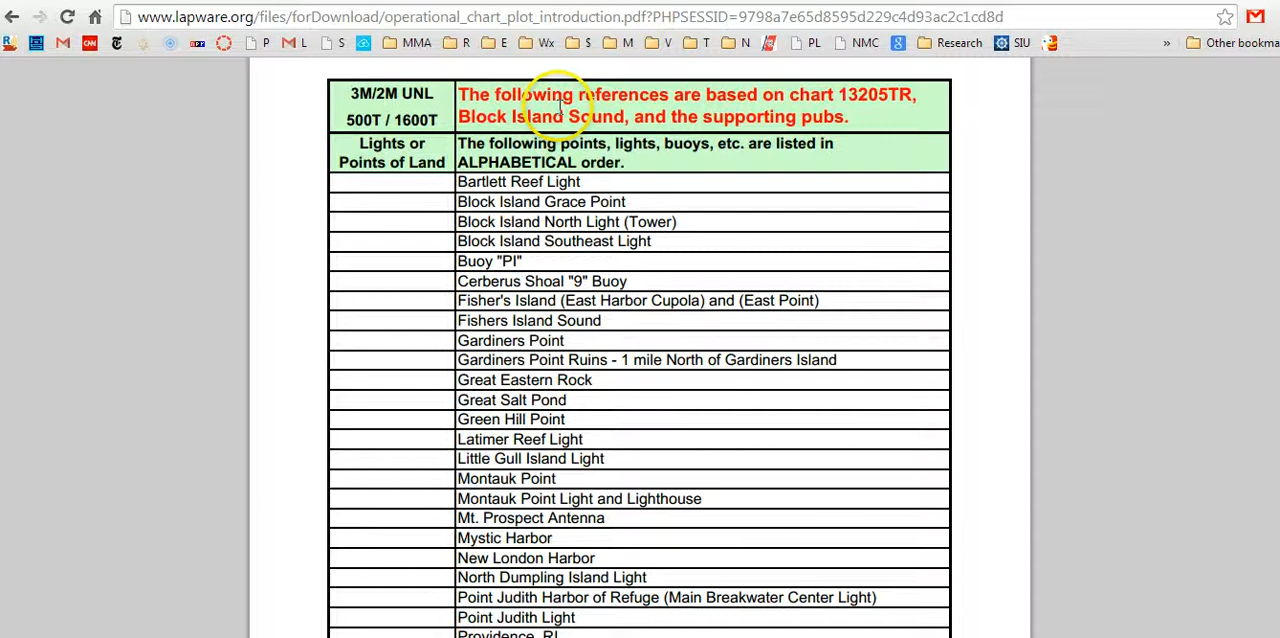 www.lapware.org/files/forDownload/operational_chart_plot_introduction.pdf?PHPSESSID=9798a7e65d8595d229c4d93ac2c1cd8d
CNN P L S MMA R E Wx $ M V T N PL NMC Research SIU » Other bookma
3M/2M UNL
500T / 1600T
The following references are based on chart 13205TR,
Block Island Sound, and the supporting pubs.
Lights or
Points of Land
The following points, lights, buoys, etc. are listed in
ALPHABETICAL order.
Bartlett Reef Light
Block Island Grace Point
Block Island North Light (Tower)
Block Island Southeast Light
Buoy "PI"
Cerberus Shoal "9" Buoy
Fisher's Island (East Harbor Cupola) and (East Point)
Fishers Island Sound
Gardiners Point
Gardiners Point Ruins - 1 mile North of Gardiners Island
Great Eastern Rock
Great Salt Pond
Green Hill Point
Latimer Reef Light
Little Gull Island Light
Montauk Point
Montauk Point Light and Lighthouse
Mt. Prospect Antenna
Mystic Harbor
New London Harbor
North Dumpling Island Light
Point Judith Harbor of Refuge (Main Breakwater Center Light)
Point Judith Light
Providence, RI